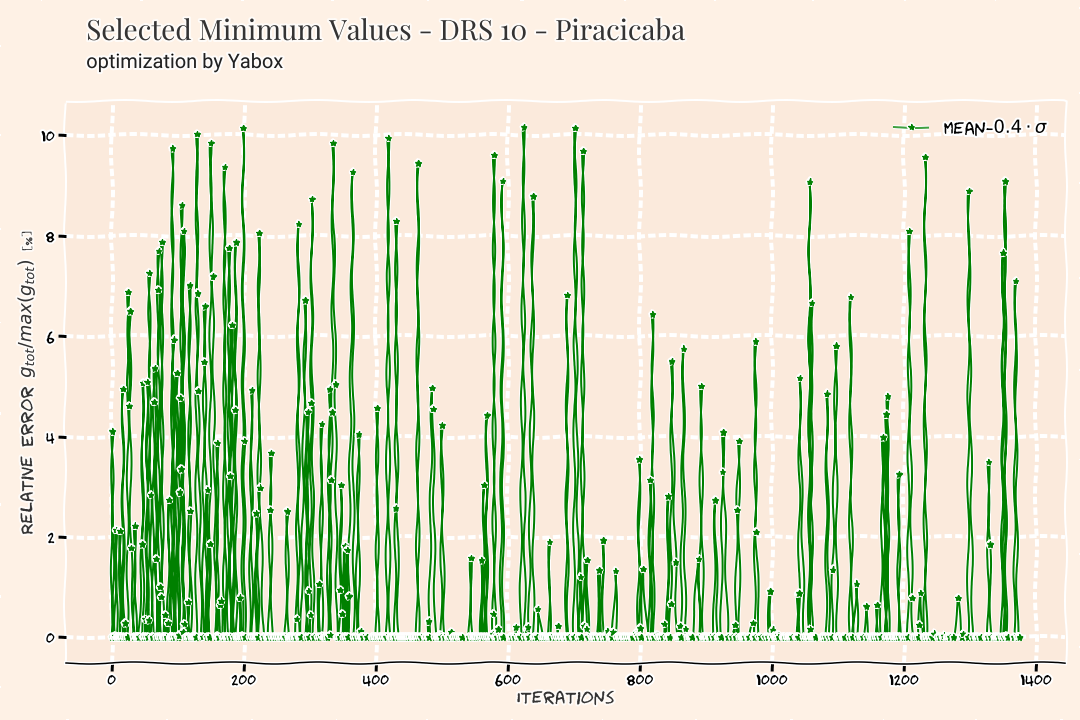 Selected Minimum Values - DRS 10 - Piracicaba
optimization by Yabox
MEAN-0.4 · σ
RELATIVE ERROR g_tot/max(g_tot) [%]
10
8
6
4
2
0
0 200 400 600 800 1000 1200 1400
ITERATIONS